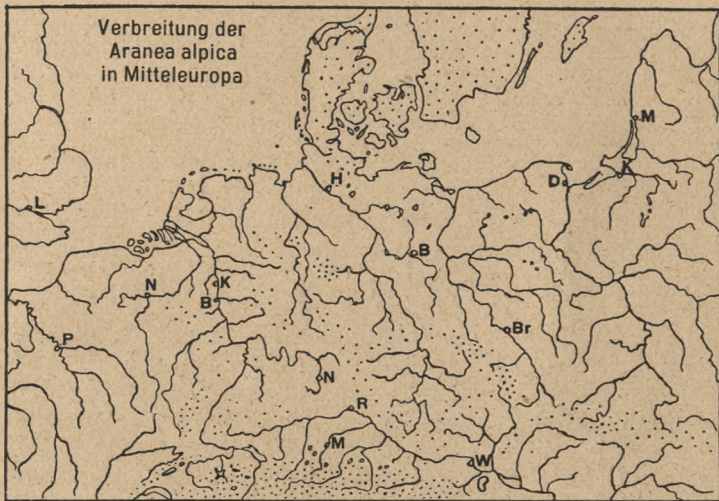 Verbreitung der
Aranea alpica
in Mitteleuropa
M
K
H
D
L
B
N
K
B
Br
P
N
R
M
W